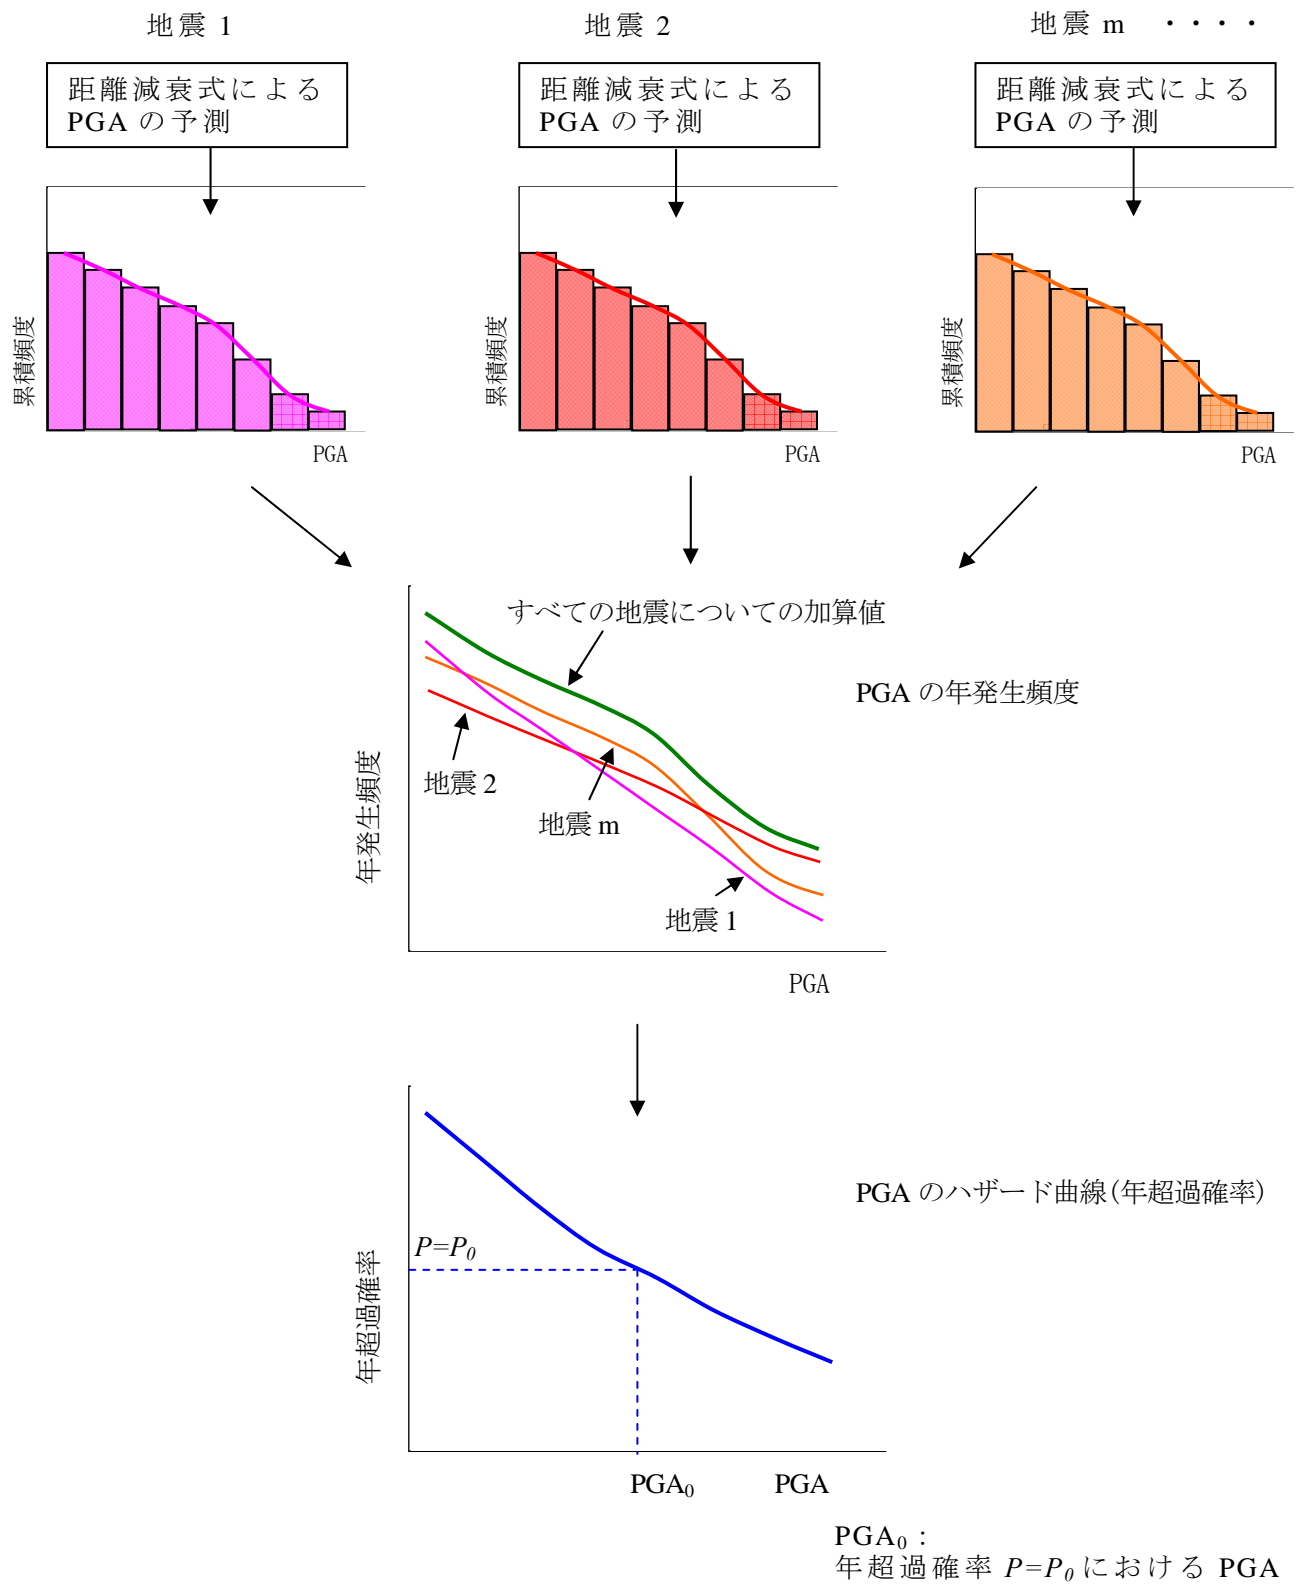 地震 1
地震 2
地震 m ・・・・
距離減衰式による
PGA の予測
距離減衰式による
PGA の予測
距離減衰式による
PGA の予測
累積頻度
PGA
累積頻度
PGA
累積頻度
PGA
すべての地震についての加算値
PGA の年発生頻度
地震 2
地震 m
地震 1
年発生頻度
PGA
PGA のハザード曲線(年超過確率)
P=P0
年超過確率
PGA0
PGA
PGA0：
年超過確率 P=P0 における PGA